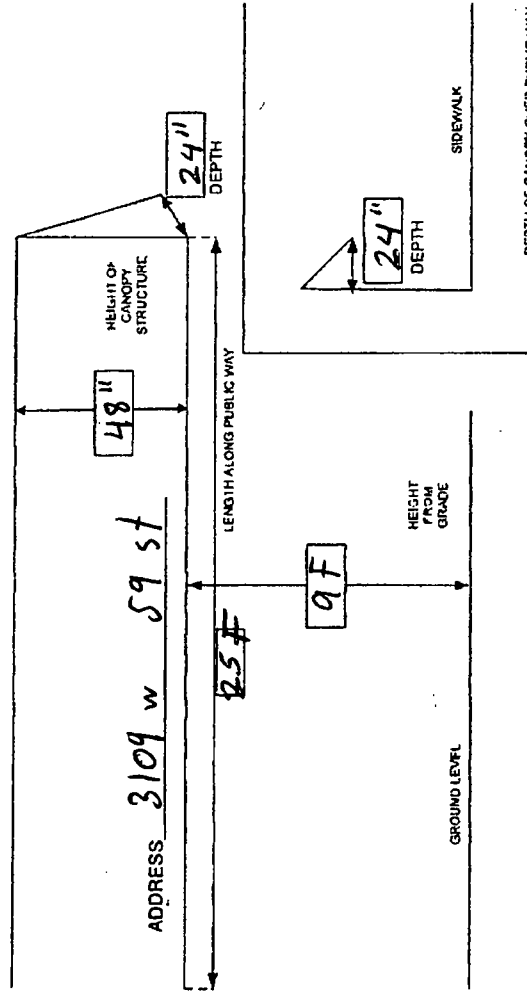 HEIGHT OF
CANOPY
STRUCTURE
48"
24"
DEPTH
ADDRESS 3109 w 59 st
LENGTH ALONG PUBLIC WAY
25 F
9 F
HEIGHT
FROM
GRADE
GROUND LEVEL
24"
DEPTH
SIDEWALK